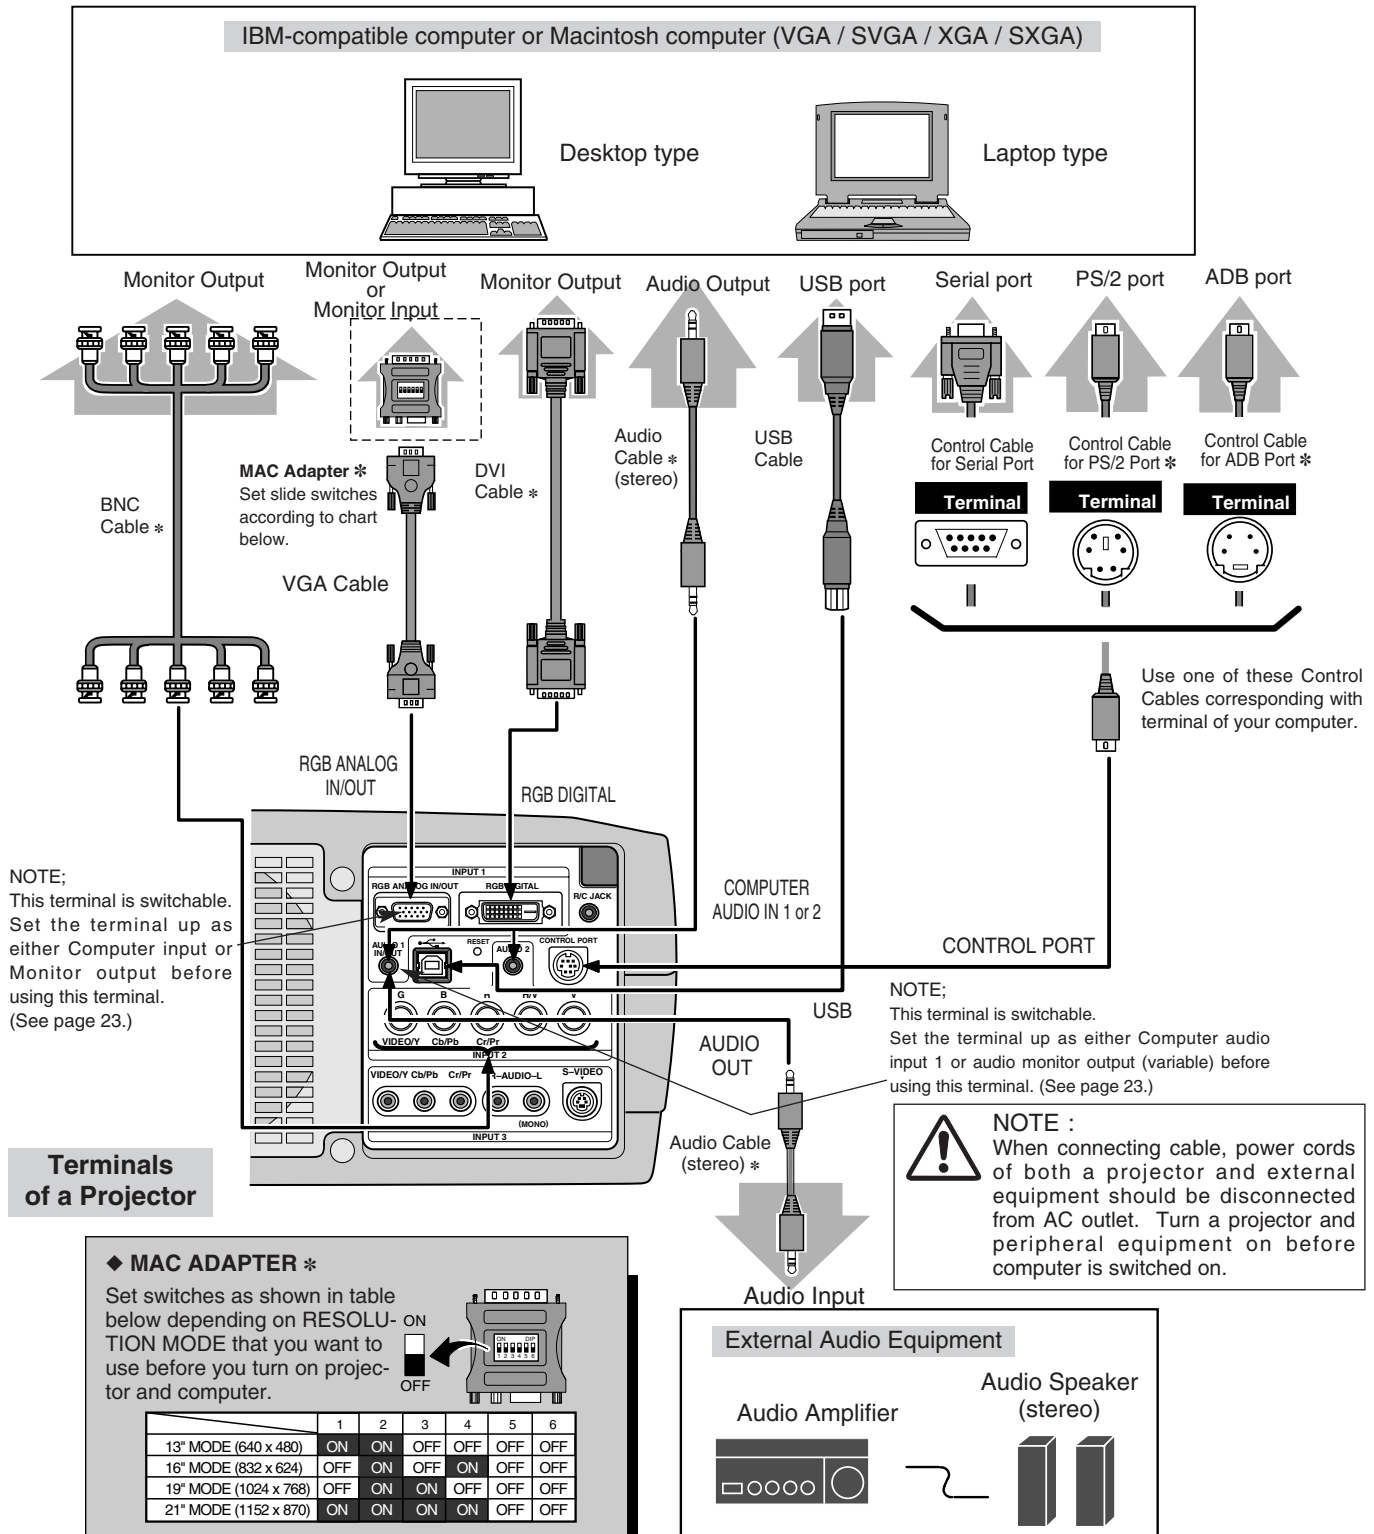 IBM-compatible computer or Macintosh computer (VGA / SVGA / XGA / SXGA)
Desktop type
Laptop type
Monitor Output
Monitor Output
or
Monitor Input
Monitor Output
Audio Output
USB port
Serial port
PS/2 port
ADB port
BNC
Cable ✽
MAC Adapter ✽
Set slide switches
according to chart
below.
VGA Cable
DVI
Cable ✽
Audio
Cable ✽
(stereo)
USB
Cable
Control Cable
for Serial Port
Control Cable
for PS/2 Port ✽
Control Cable
for ADB Port ✽
Terminal
Terminal
Terminal
Use one of these Control
Cables corresponding with
terminal of your computer.
RGB ANALOG
IN/OUT
RGB DIGITAL
COMPUTER
AUDIO IN 1 or 2
CONTROL PORT
USB
AUDIO
OUT
NOTE;
This terminal is switchable.
Set the terminal up as
either Computer input or
Monitor output before
using this terminal.
(See page 23.)
INPUT 1
RGB ANALOG IN/OUT
RGB DIGITAL
R/C JACK
AUDIO 1
IN/OUT
RESET
AUDIO 2
CONTROL PORT
G
B
R
H/V
V
VIDEO/Y
Cb/Pb
Cr/Pr
INPUT 2
VIDEO/Y Cb/Pb Cr/Pr
R–AUDIO–L
S–VIDEO
(MONO)
INPUT 3
NOTE;
This terminal is switchable.
Set the terminal up as either Computer audio
input 1 or audio monitor output (variable) before
using this terminal. (See page 23.)
Audio Cable
(stereo) ✽
NOTE :
When connecting cable, power cords
of both a projector and external
equipment should be disconnected
from AC outlet. Turn a projector and
peripheral equipment on before
computer is switched on.
Terminals
of a Projector
◆ MAC ADAPTER ✽
Set switches as shown in table
below depending on RESOLU-
TION MODE that you want to
use before you turn on projec-
tor and computer.
ON
OFF
ON DIP
1 2 3 4 5 6
1 2 3 4 5 6
13" MODE (640 x 480) ON ON OFF OFF OFF OFF
16" MODE (832 x 624) OFF ON OFF ON OFF OFF
19" MODE (1024 x 768) OFF ON ON OFF OFF OFF
21" MODE (1152 x 870) ON ON ON ON OFF OFF
Audio Input
External Audio Equipment
Audio Amplifier
Audio Speaker
(stereo)